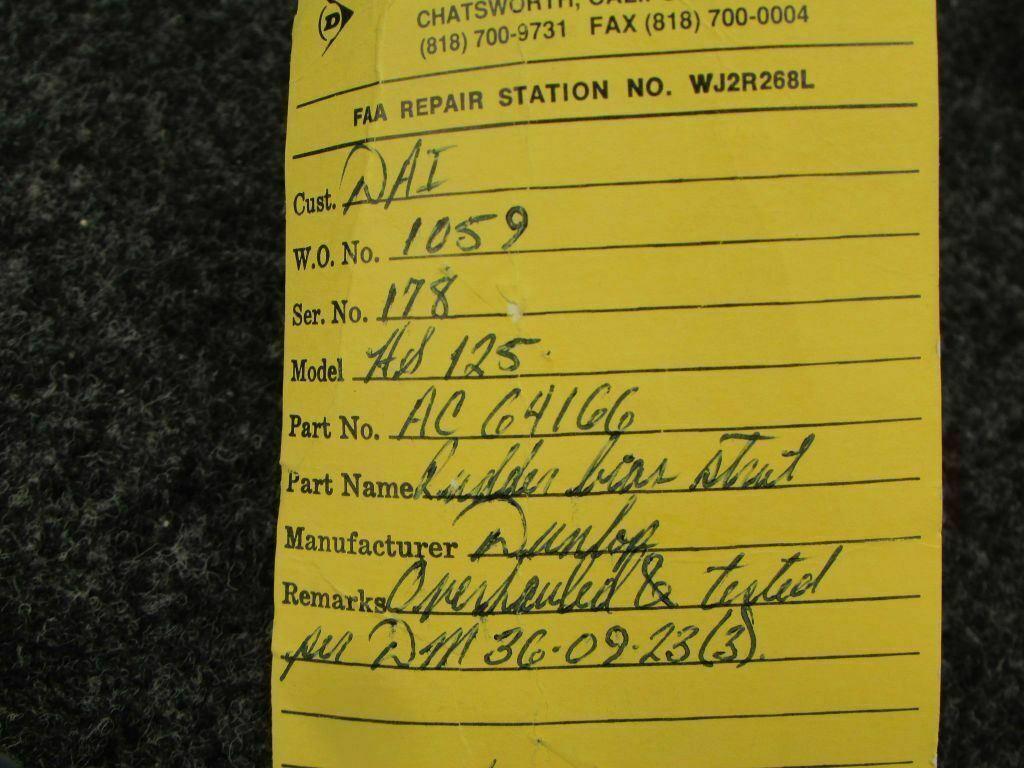 D
CHATSWORTH, CALIF
(818) 700-9731 FAX (818) 700-0004
FAA REPAIR STATION NO. WJ2R268L
Cust. DAI
W.O. No. 1059
Ser. No. 178
Model HS 125
Part No. AC 64166
Part Name Rudder bias strut
Manufacturer Dunlop
Remarks Overhauled & tested
per DM 36-09-23(3).